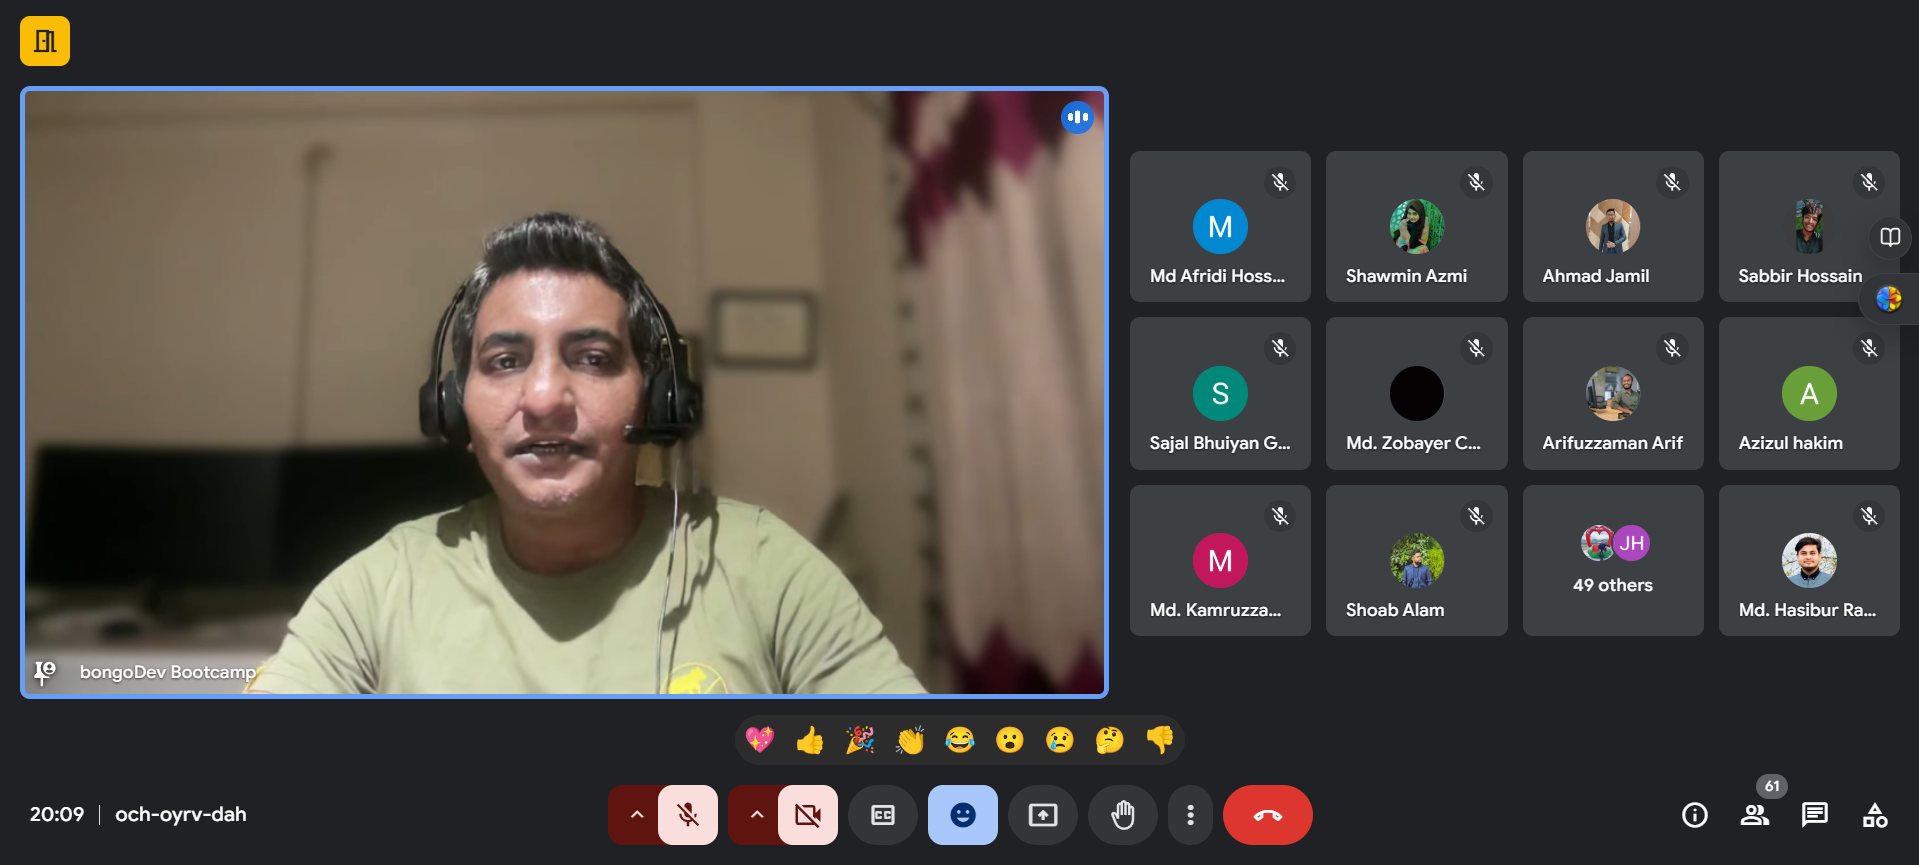 bongoDev Bootcamp
M
Md Afridi Hoss...
Shawmin Azmi
Ahmad Jamil
Sabbir Hossain
S
Sajal Bhuiyan G...
Md. Zobayer C...
Arifuzzaman Arif
A
Azizul hakim
M
Md. Kamruzza...
Shoab Alam
JH
49 others
Md. Hasibur Ra...
20:09 | och-oyrv-dah
CC
61